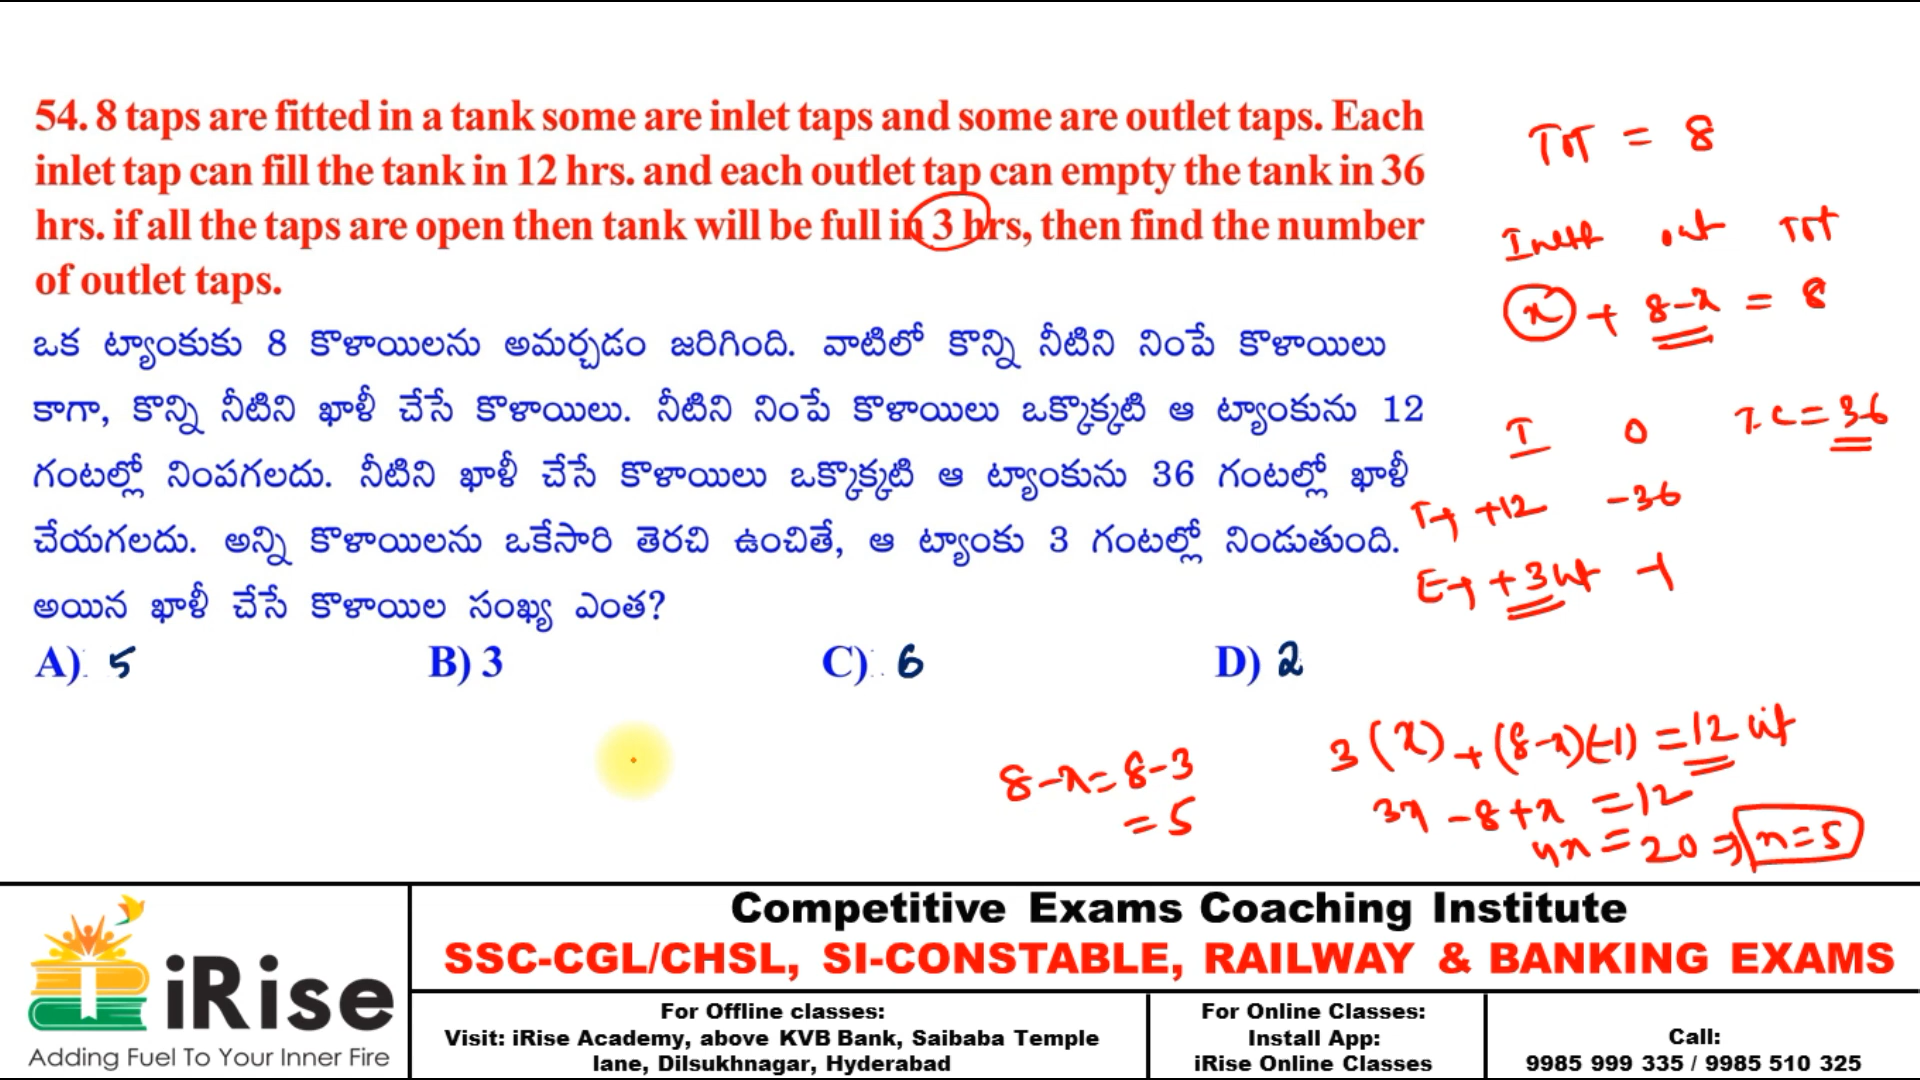 54. 8 taps are fitted in a tank some are inlet taps and some are outlet taps. Each
inlet tap can fill the tank in 12 hrs. and each outlet tap can empty the tank in 36
hrs. if all the taps are open then tank will be full in 3 hrs, then find the number
of outlet taps.
ఒక ట్యాంకుకు 8 కొళాయిలను అమర్చడం జరిగింది. వాటిలో కొన్ని నీటిని నింపే కొళాయిలు
కాగా, కొన్ని నీటిని ఖాళీ చేసే కొళాయిలు. నీటిని నింపే కొళాయిలు ఒక్కొక్కటి ఆ ట్యాంకును 12
గంటల్లో నింపగలదు. నీటిని ఖాళీ చేసే కొళాయిలు ఒక్కొక్కటి ఆ ట్యాంకును 36 గంటల్లో ఖాళీ
చేయగలదు. అన్ని కొళాయిలను ఒకేసారి తెరచి ఉంచితే, ఆ ట్యాంకు 3 గంటల్లో నిండుతుంది.
అయిన ఖాళీ చేసే కొళాయిల సంఖ్య ఎంత?
A) 5 B) 3 C) 6 D) 2
TOT = 8
out TOT
x + 8-x = 8
I O T.C = 36
T→ +12 -36
E→ +3 -1
3(x) + (8-x)(-1) = 12
3x - 8 + x = 12
4x = 20 ⇒ x = 5
8-x = 8-3
= 5
iRise
Adding Fuel To Your Inner Fire
Competitive Exams Coaching Institute
SSC-CGL/CHSL, SI-CONSTABLE, RAILWAY & BANKING EXAMS
For Offline classes:
Visit: iRise Academy, above KVB Bank, Saibaba Temple
lane, Dilsukhnagar, Hyderabad
For Online Classes:
Install App:
iRise Online Classes
Call:
9985 999 335 / 9985 510 325